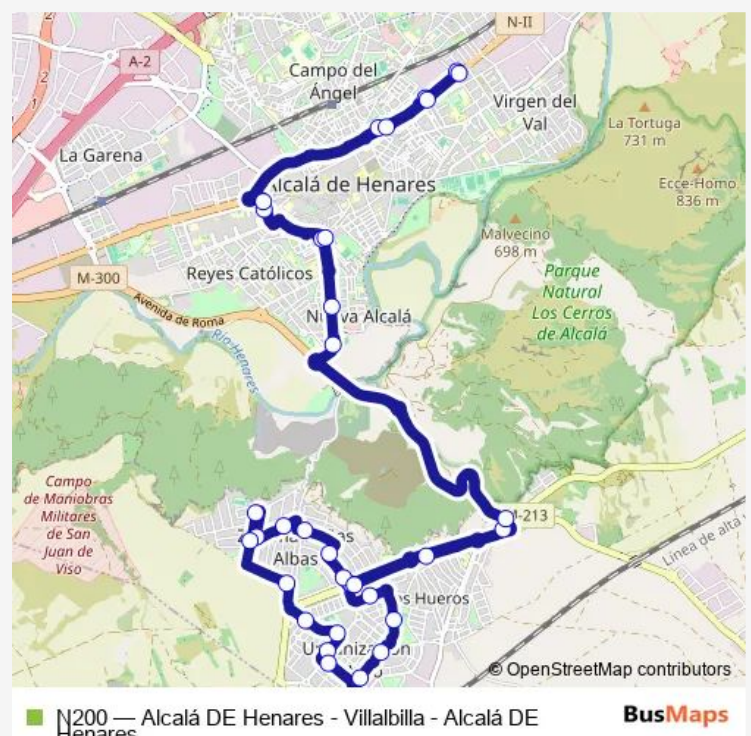 N-II
A-2
Campo del
Ángel
Virgen del
Val
La Tortuga
731 m
La Garena
Alcalá de Henares
Ecce-Homo
836 m
Malvecino
698 m
M-300
Reyes Católicos
Parque
Natural
Los Cerros
de Alcalá
Avenida de Roma
Nueva Alcalá
Río Henares
Campo
de Maniobras
Militares
de San
Juan de
Viso
M-213
Albas
Línea de alta
Hueros
© OpenStreetMap contributors
N200 — Alcalá DE Henares - Villalbilla - Alcalá DE
Henares
BusMaps